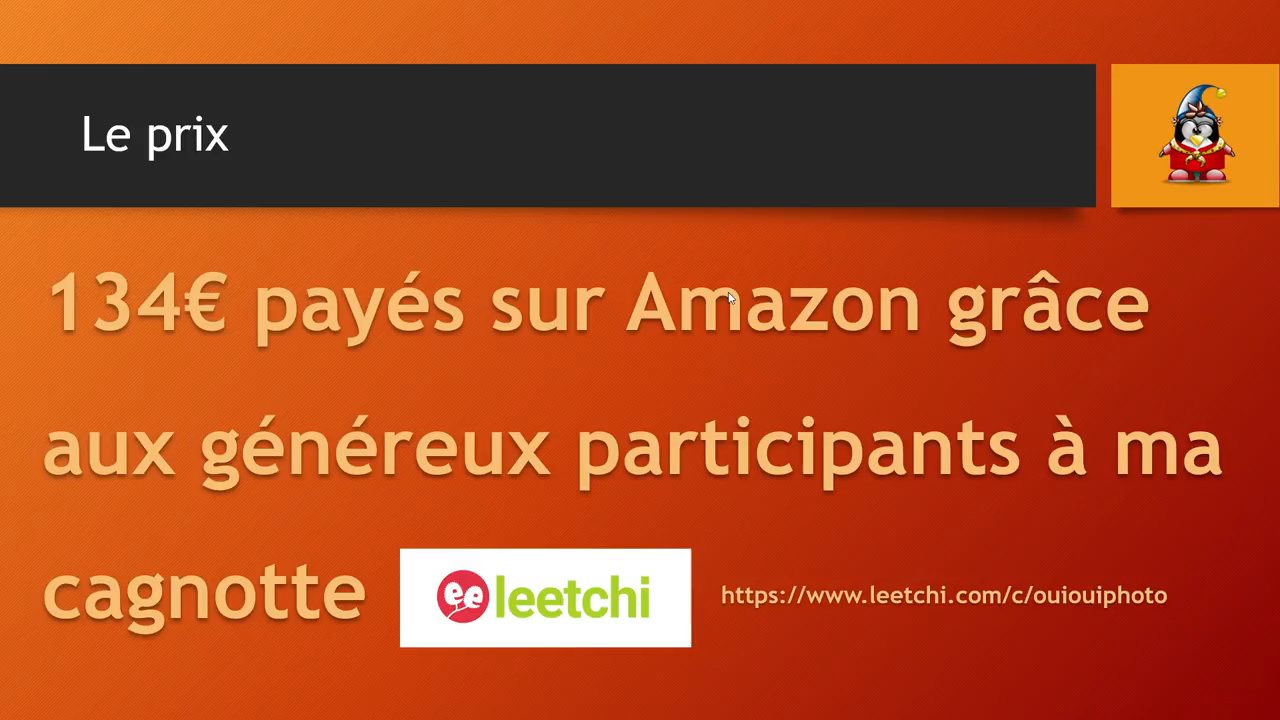 Le prix
134€ payés sur Amazon grâce
aux généreux participants à ma
cagnotte leetchi https://www.leetchi.com/c/ouiouiphoto